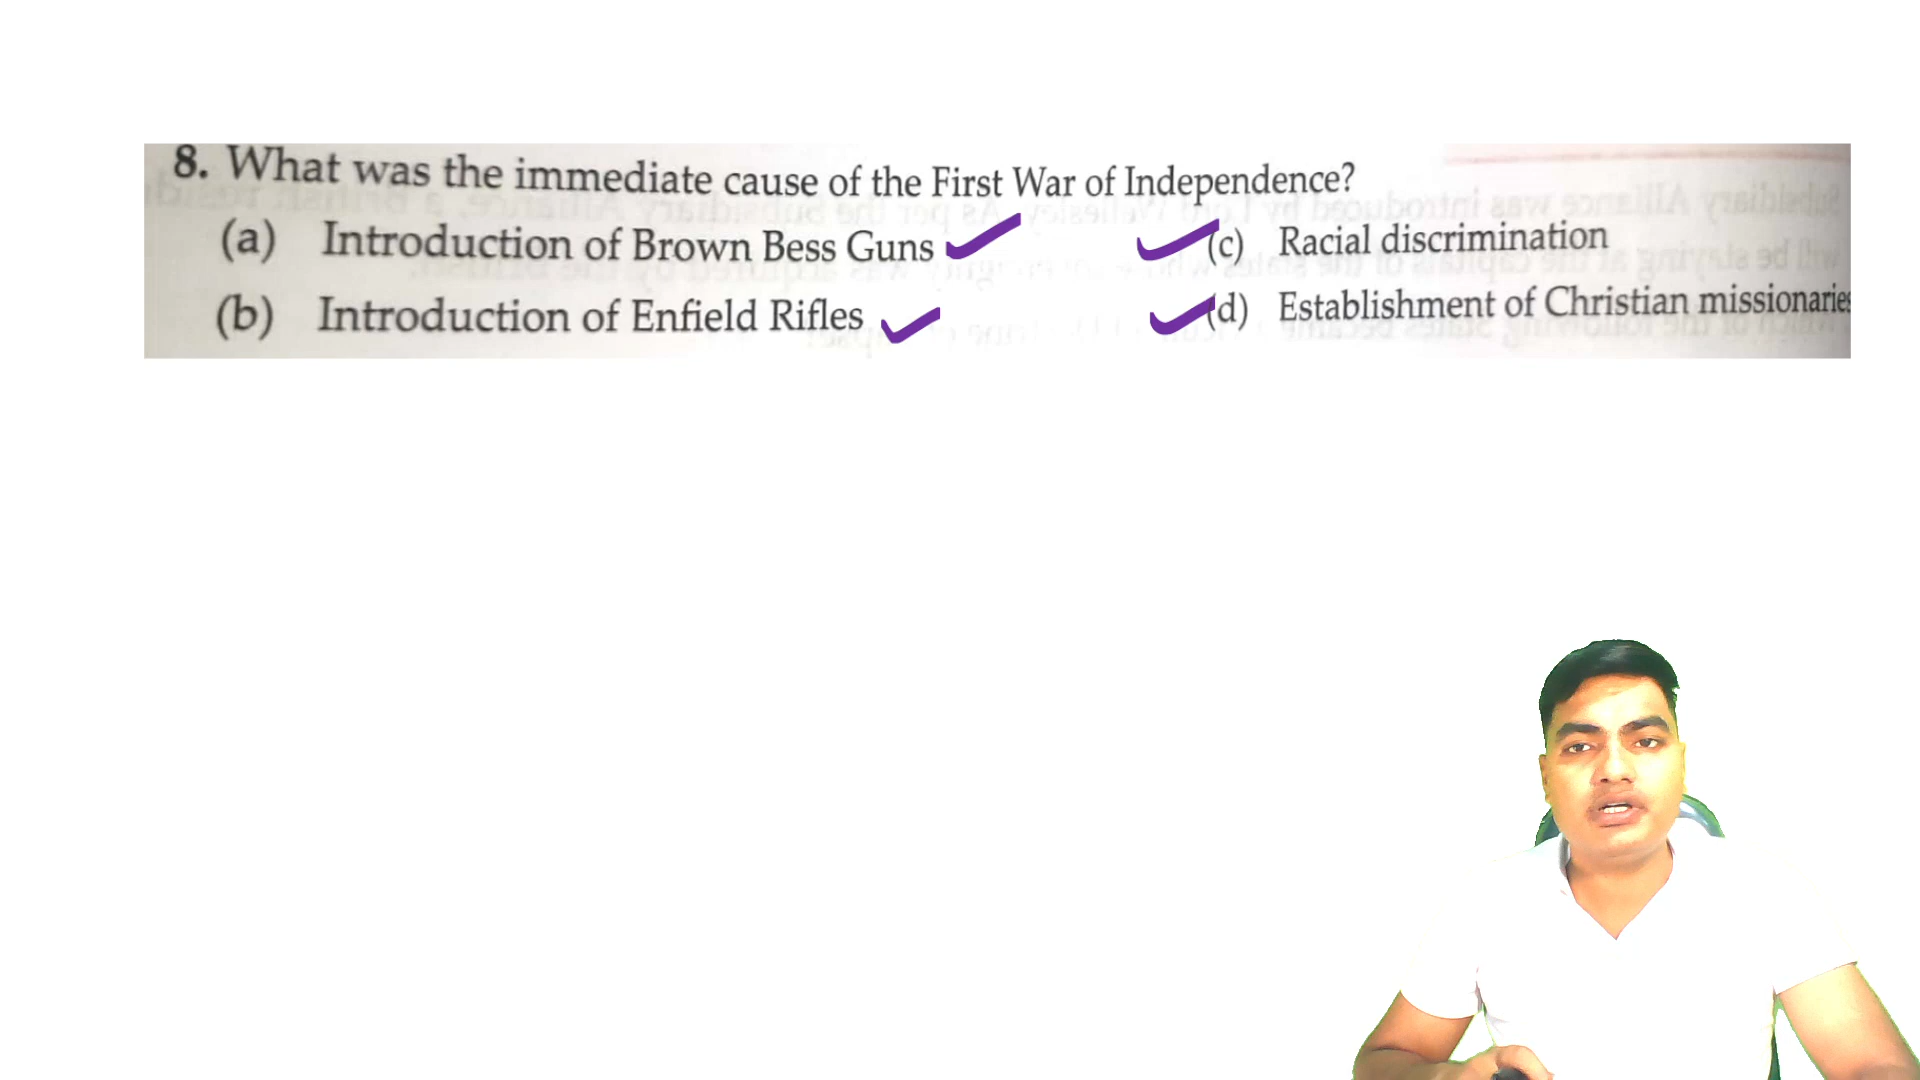 8. What was the immediate cause of the First War of Independence?
(a) Introduction of Brown Bess Guns (c) Racial discrimination
(b) Introduction of Enfield Rifles (d) Establishment of Christian missionaries